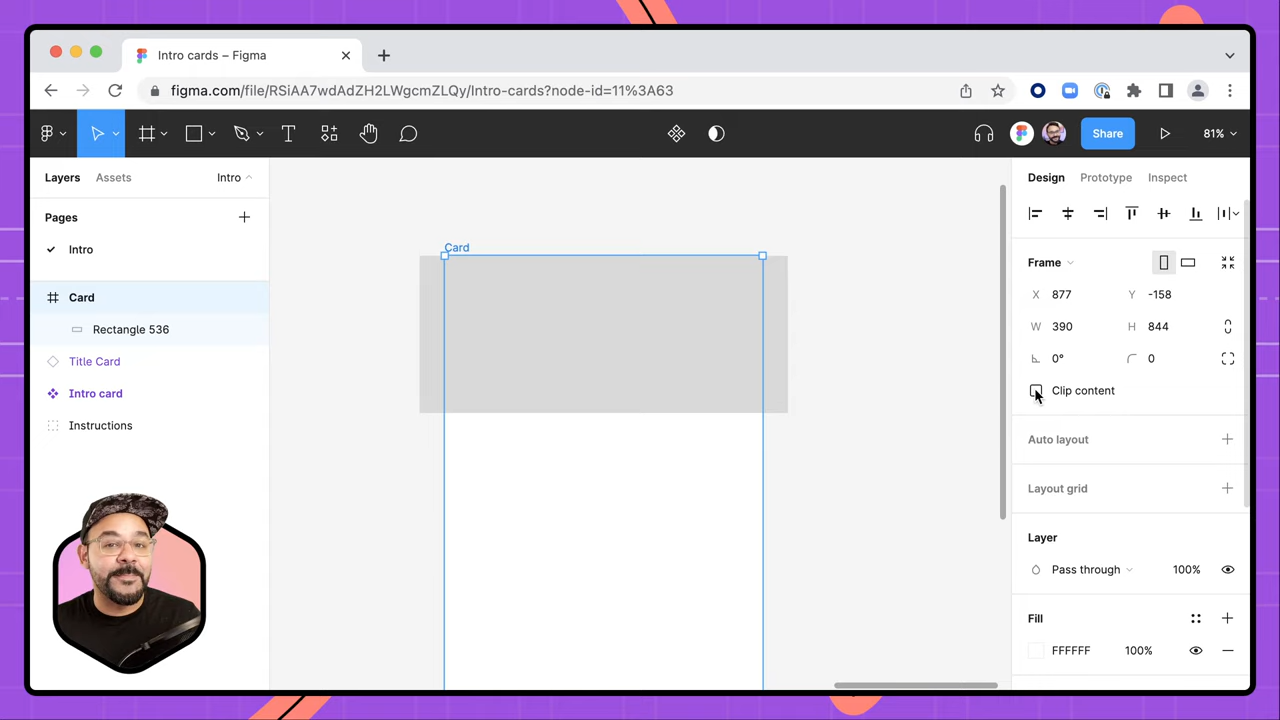 Intro cards – Figma
figma.com/file/RSiAA7wdAdZH2LWgcmZLQy/Intro-cards?node-id=11%3A63
Share
81%
Layers
Assets
Intro
Pages
Intro
Card
Rectangle 536
Title Card
Intro card
Instructions
Card
Design
Prototype
Inspect
Frame
X 877 Y -158
W 390 H 844
0° 0
Clip content
Auto layout
Layout grid
Layer
Pass through 100%
Fill
FFFFFF 100%